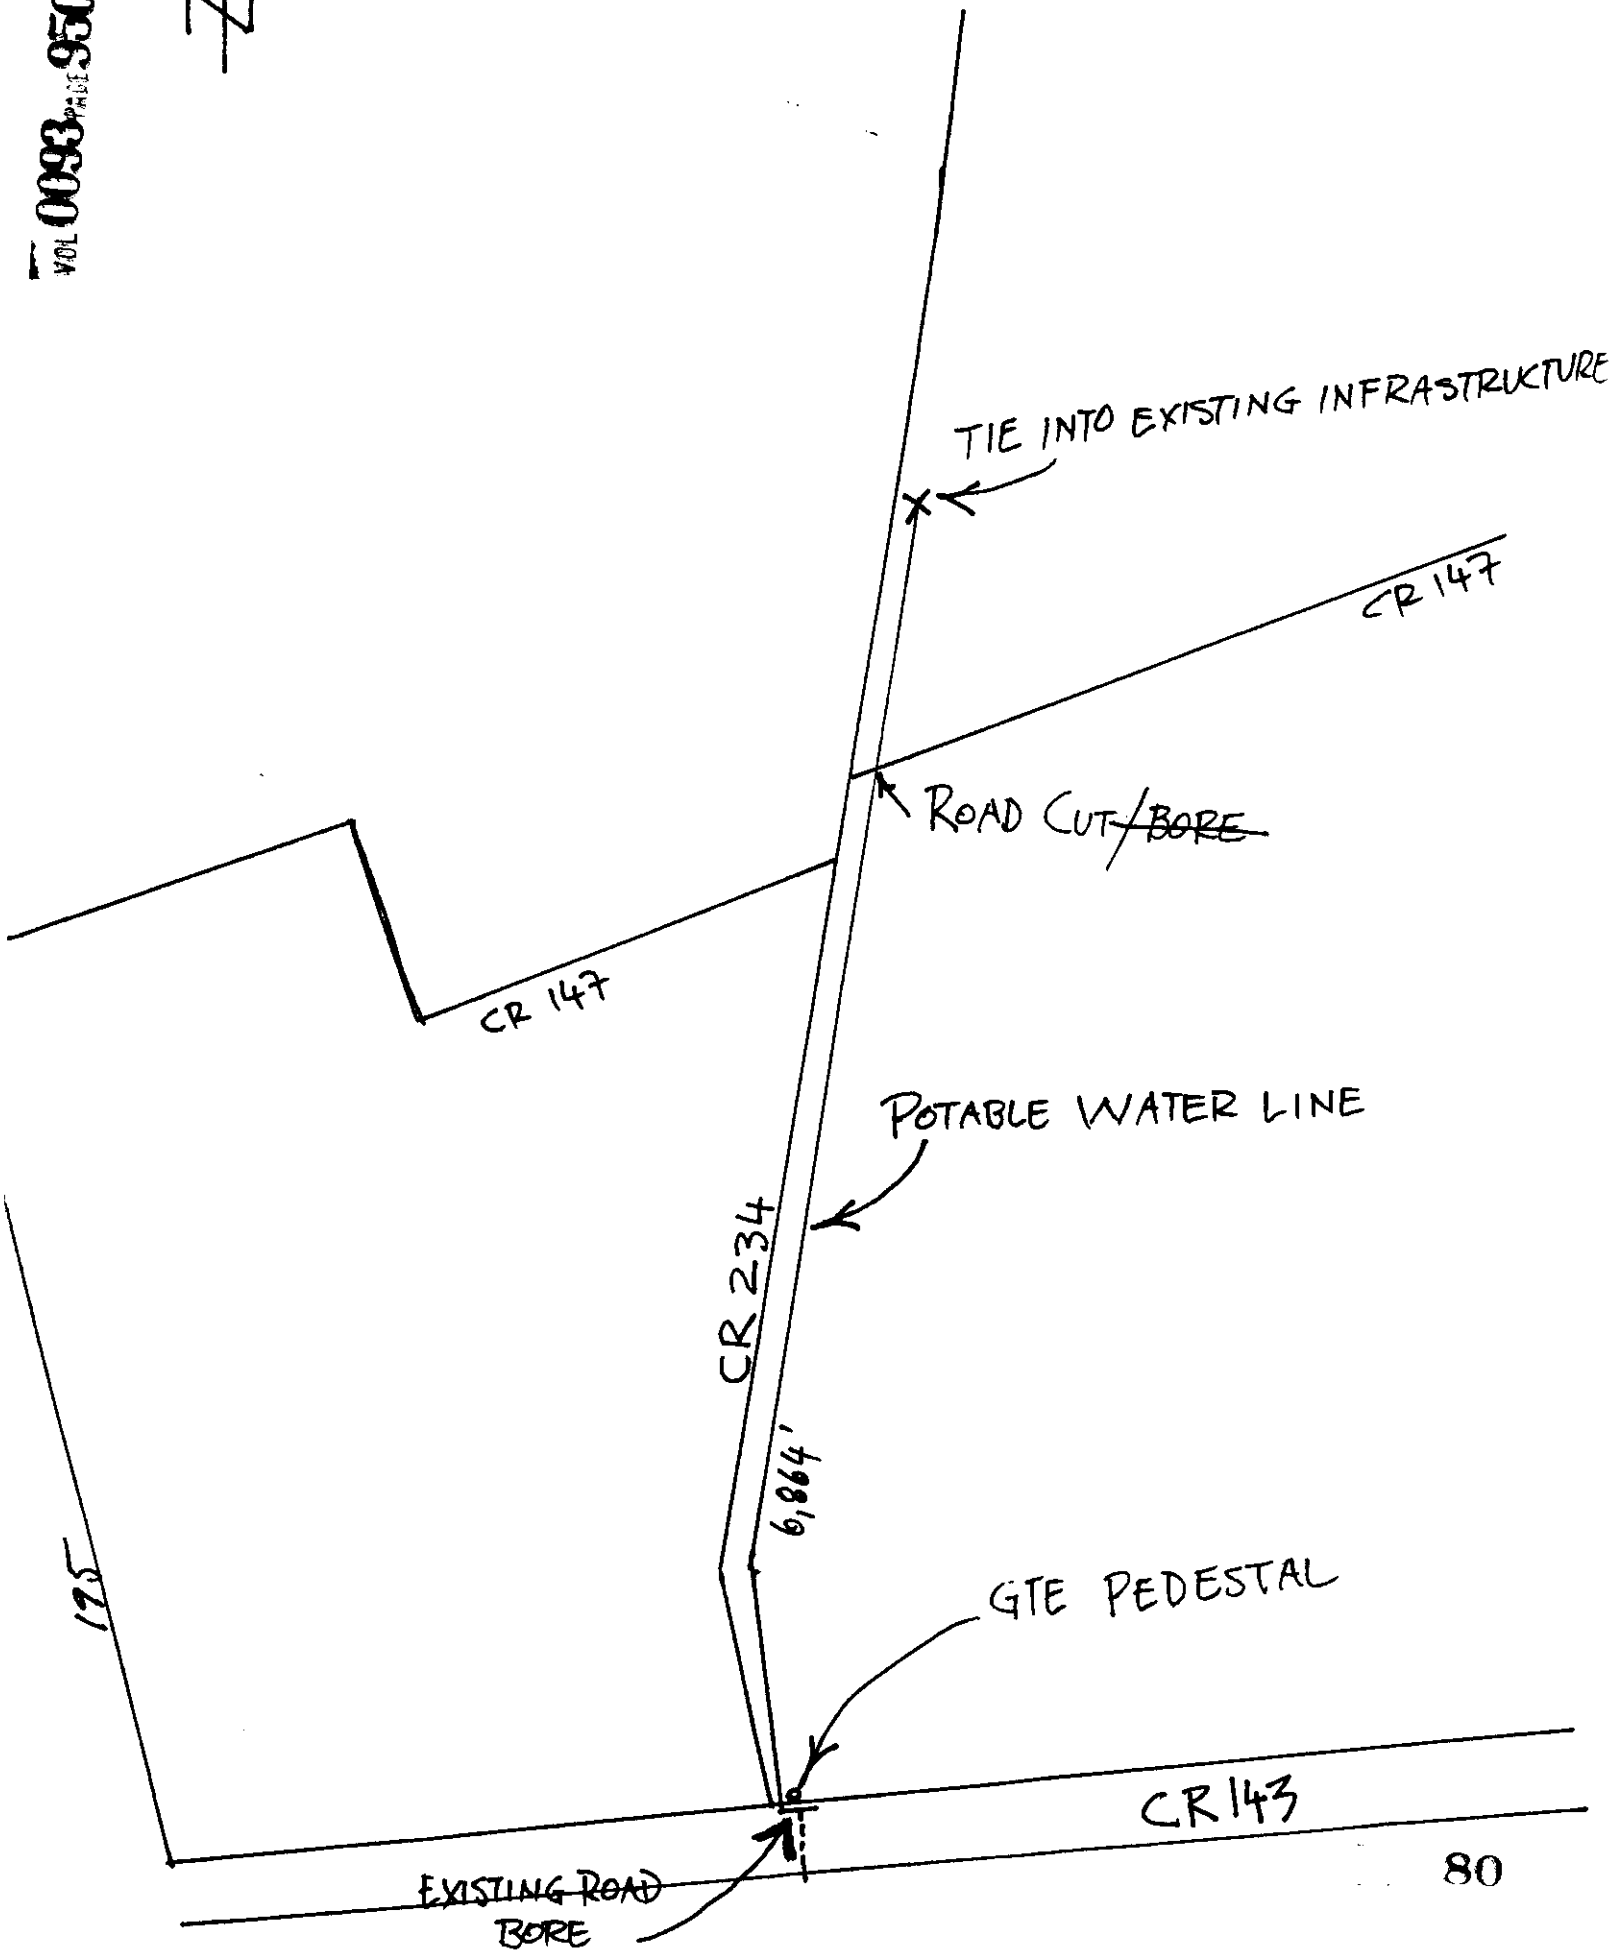 VOL 0093 PAGE 950
TIE INTO EXISTING INFRASTRUCTURE
CR 147
ROAD CUT/BORE
CR 147
POTABLE WATER LINE
CR 234
6,864'
195
GTE PEDESTAL
CR 143
EXISTING ROAD
BORE
80